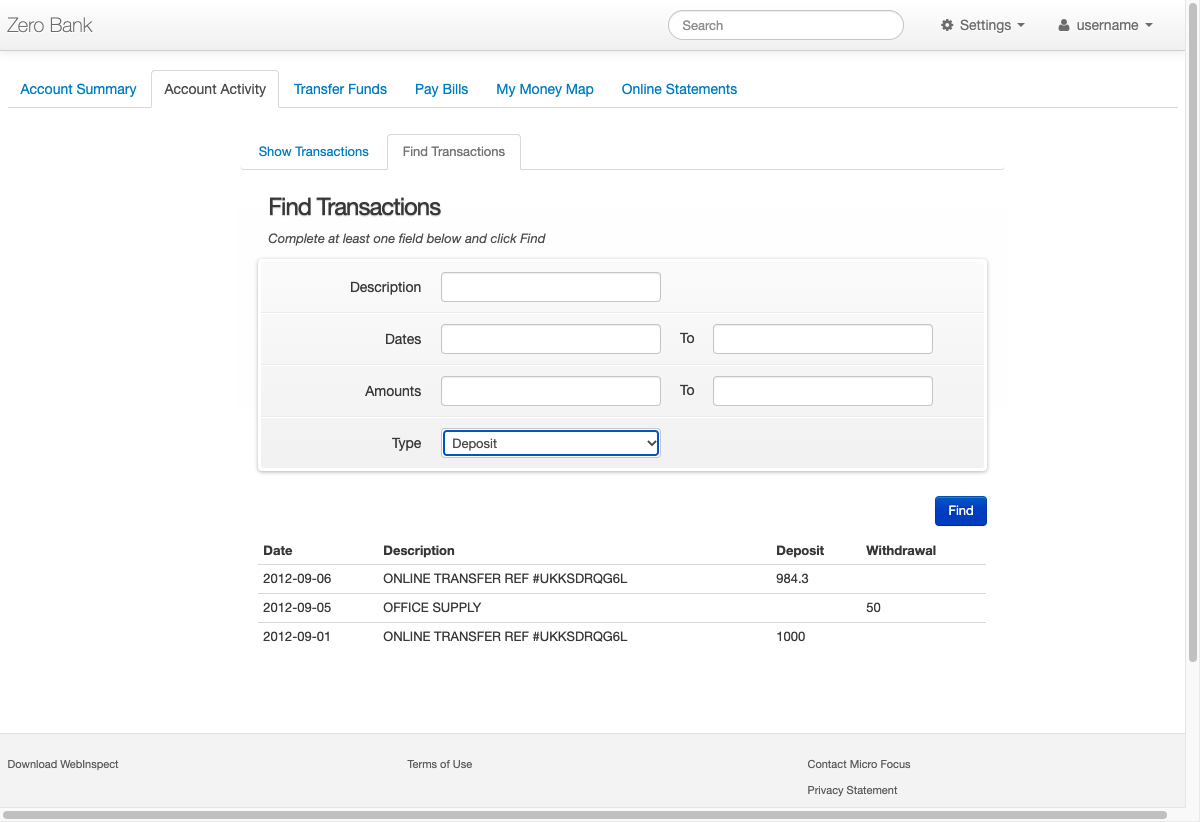 Zero Bank Search Settings username
Account Summary Account Activity Transfer Funds Pay Bills My Money Map Online Statements
Show Transactions Find Transactions
Find Transactions
Complete at least one field below and click Find
Description
Dates To
Amounts To
Type Deposit
Find
Date Description Deposit Withdrawal
2012-09-06 ONLINE TRANSFER REF #UKKSDRQG6L 984.3
2012-09-05 OFFICE SUPPLY 50
2012-09-01 ONLINE TRANSFER REF #UKKSDRQG6L 1000
Download WebInspect Terms of Use Contact Micro Focus
Privacy Statement